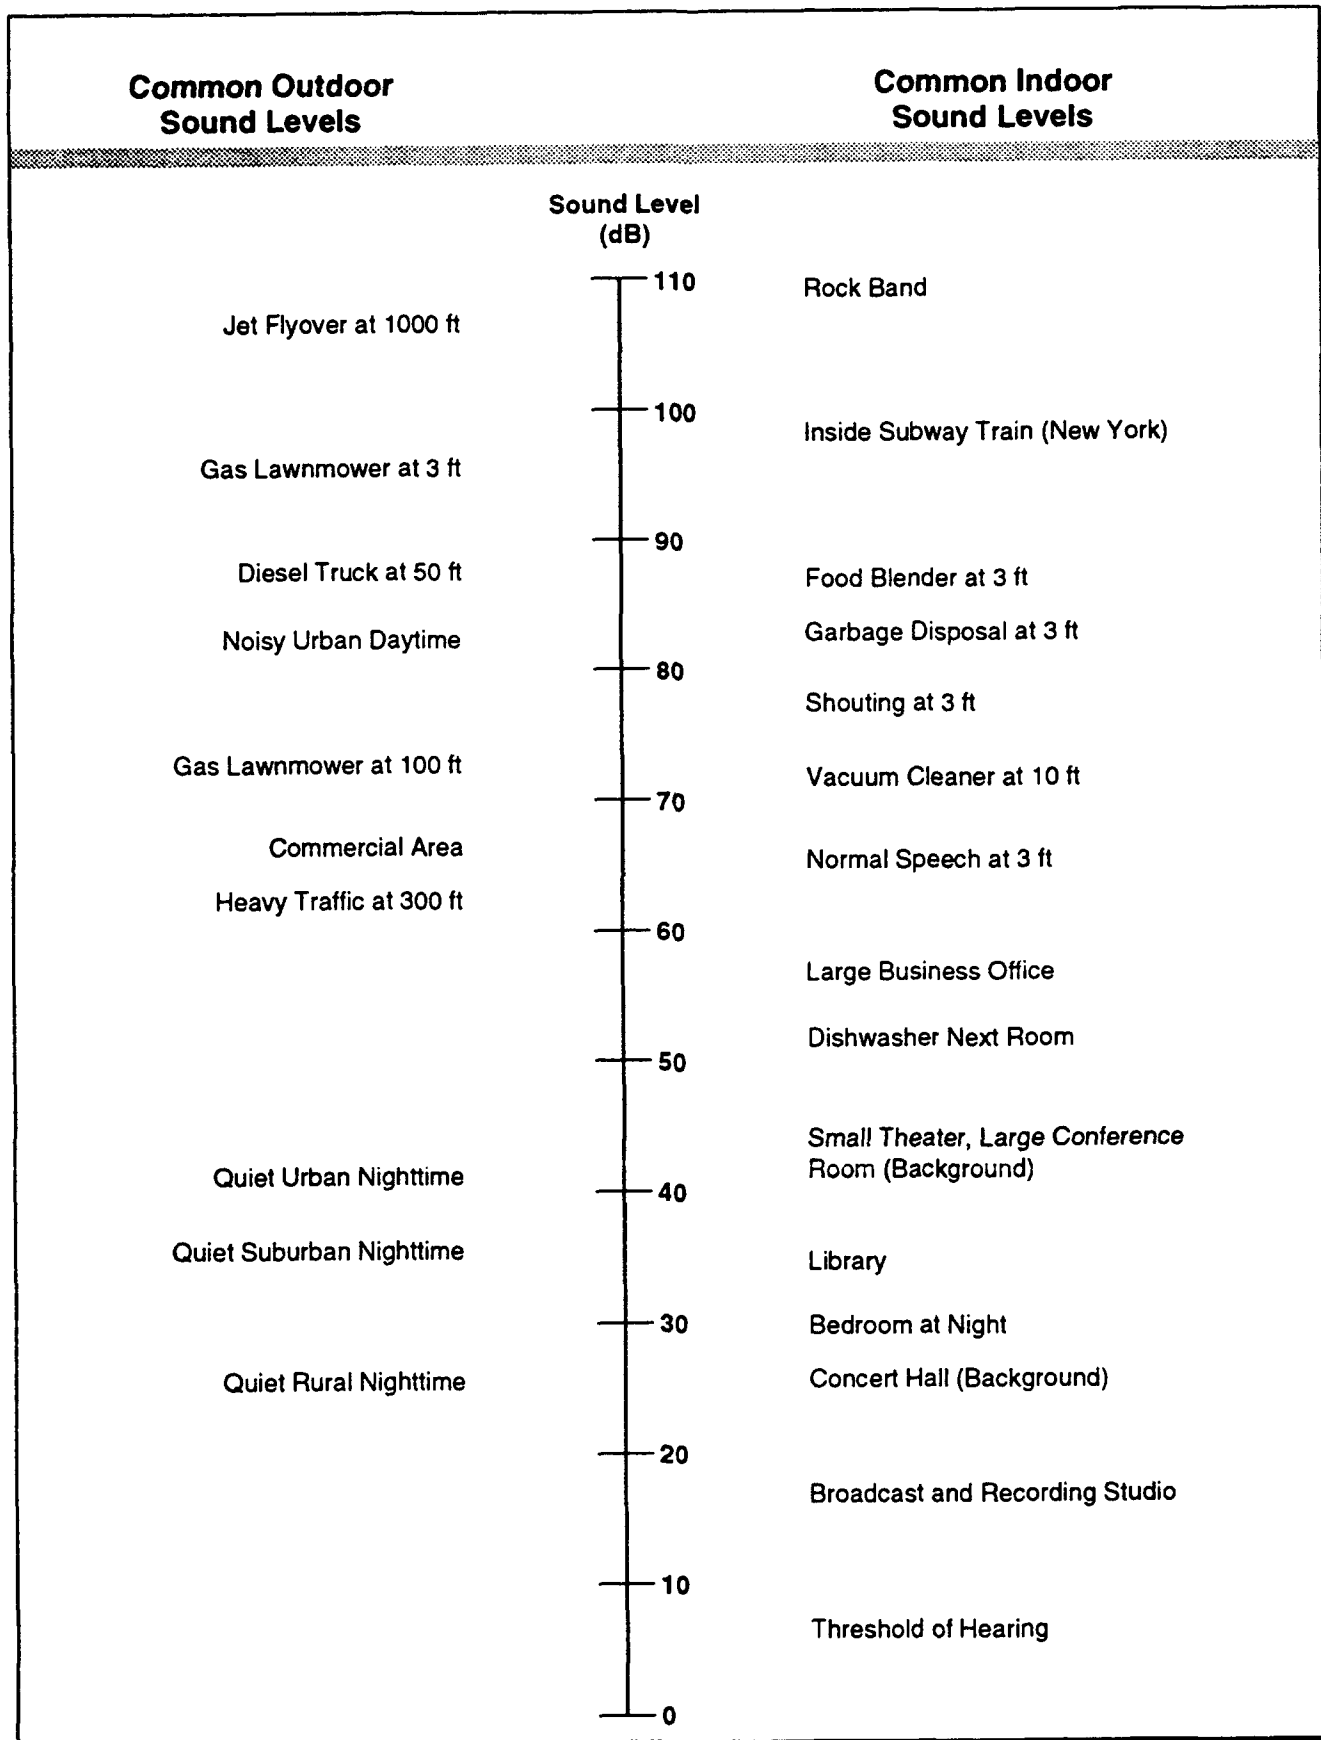 Common Outdoor
Sound Levels
Common Indoor
Sound Levels
Sound Level
(dB)
110
Rock Band
Jet Flyover at 1000 ft
100
Inside Subway Train (New York)
Gas Lawnmower at 3 ft
90
Diesel Truck at 50 ft
Food Blender at 3 ft
Noisy Urban Daytime
Garbage Disposal at 3 ft
80
Shouting at 3 ft
Gas Lawnmower at 100 ft
Vacuum Cleaner at 10 ft
70
Commercial Area
Normal Speech at 3 ft
Heavy Traffic at 300 ft
60
Large Business Office
Dishwasher Next Room
50
Small Theater, Large Conference
Room (Background)
Quiet Urban Nighttime
40
Quiet Suburban Nighttime
Library
30
Bedroom at Night
Quiet Rural Nighttime
Concert Hall (Background)
20
Broadcast and Recording Studio
10
Threshold of Hearing
0